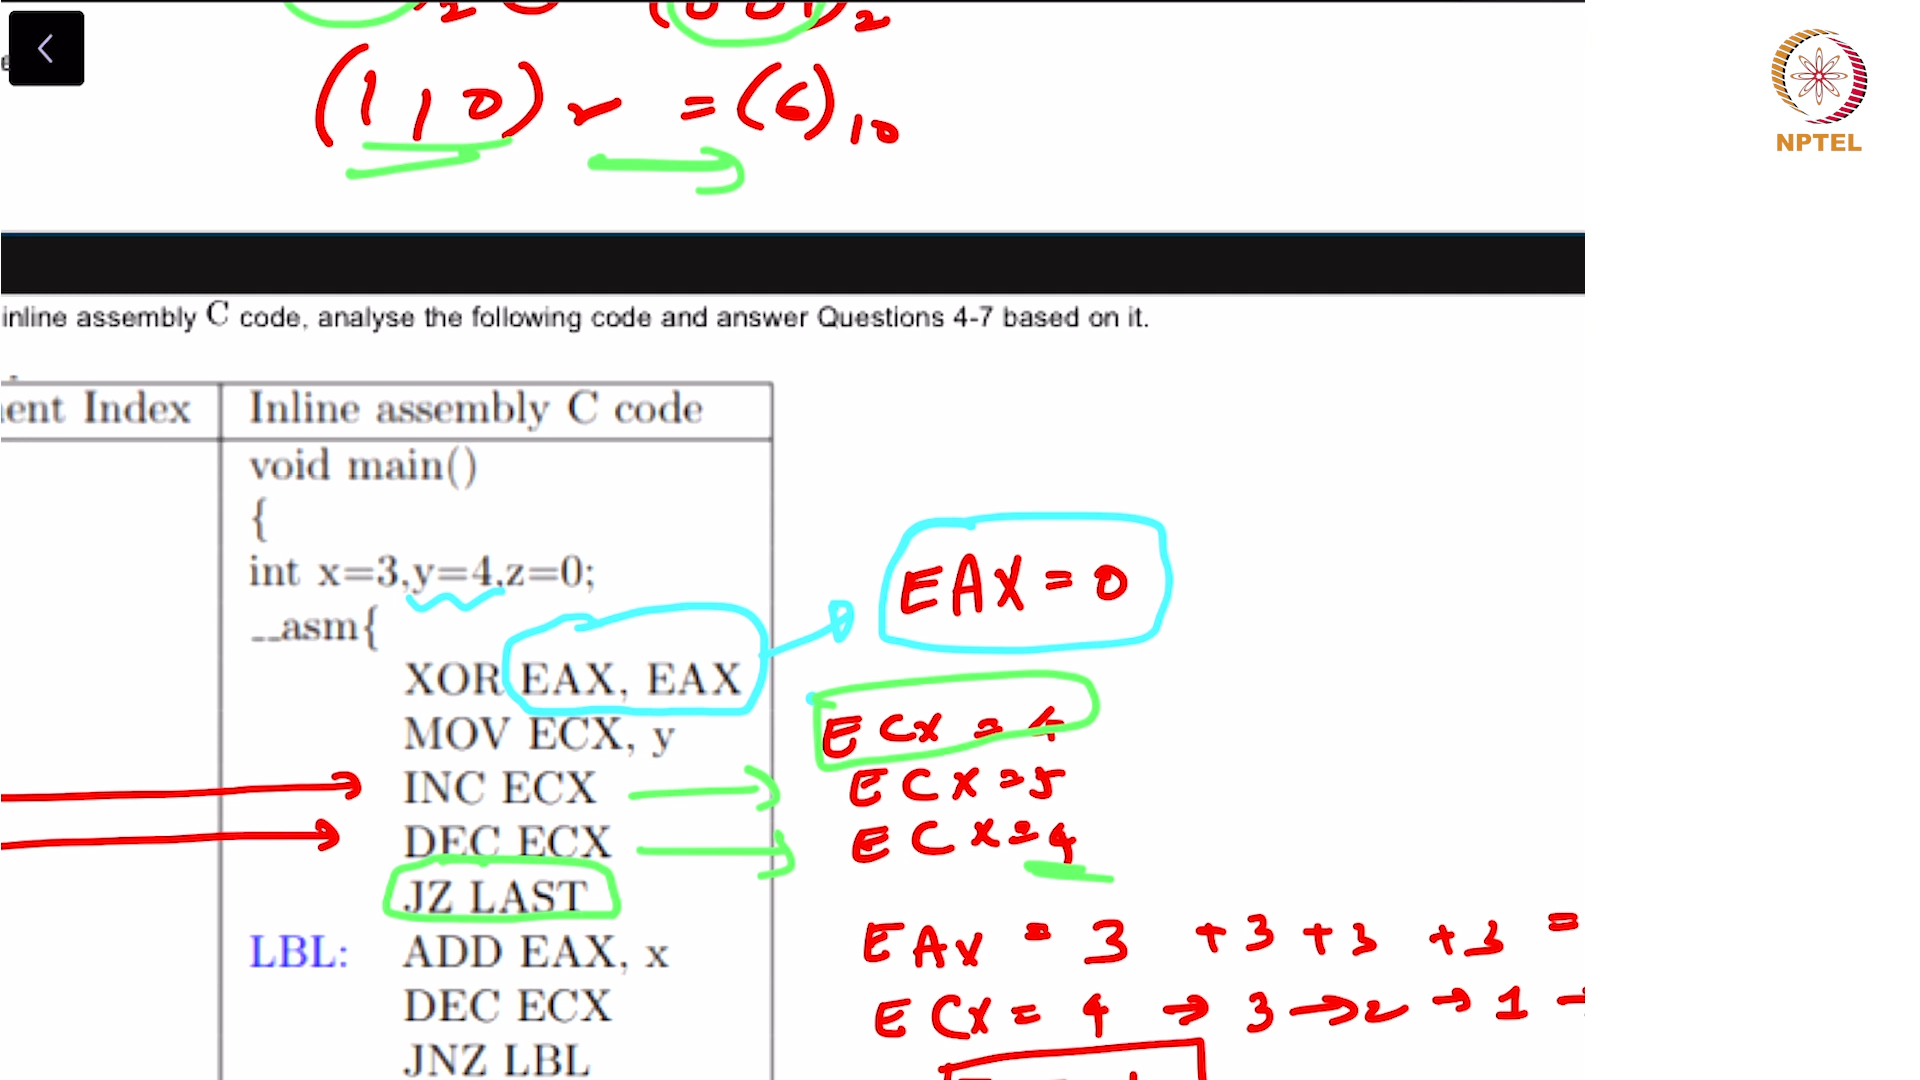 (110)2 = (6)10
NPTEL
inline assembly C code, analyse the following code and answer Questions 4-7 based on it.
ent Index
Inline assembly C code
void main()
{
int x=3,y=4,z=0;
__asm{
EAX = 0
XOR EAX, EAX
MOV ECX, y
ECX = 4
INC ECX
ECX = 5
DEC ECX
ECX = 4
JZ LAST
LBL: ADD EAX, x
EAX = 3 +3 +3 +3 =
DEC ECX
ECX = 4 → 3 → 2 → 1 →
JNZ LBL